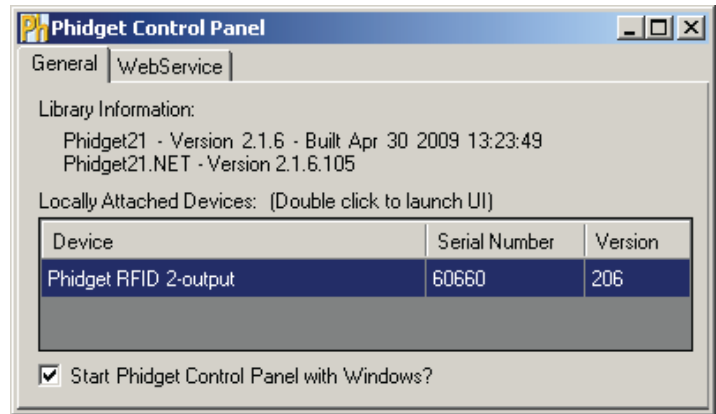 Ph Phidget Control Panel
General WebService
Library Information:
Phidget21 - Version 2.1.6 - Built Apr 30 2009 13:23:49
Phidget21.NET - Version 2.1.6.105
Locally Attached Devices: (Double click to launch UI)
Device Serial Number Version
Phidget RFID 2-output 60660 206
Start Phidget Control Panel with Windows?